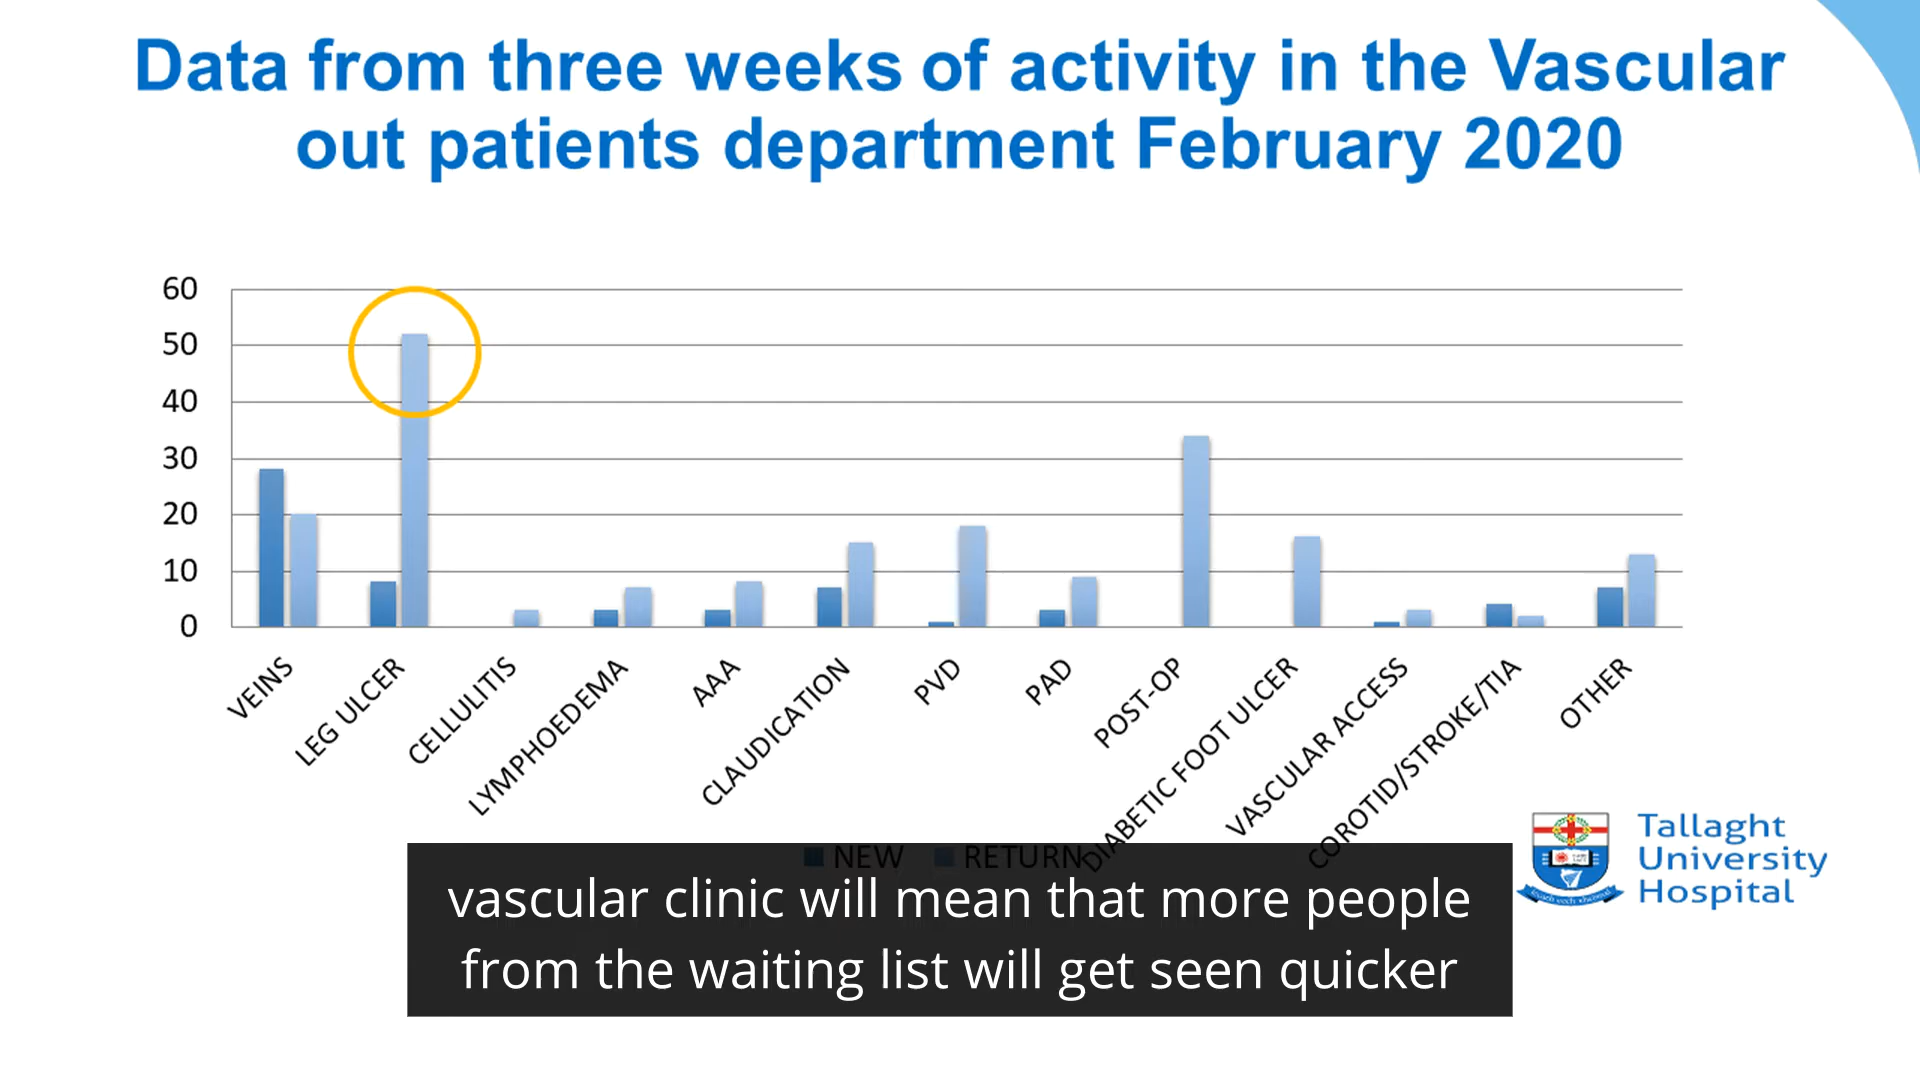 Data from three weeks of activity in the Vascular
out patients department February 2020
60
50
40
30
20
10
0
VEINS
LEG ULCER
CELLULITIS
LYMPHOEDEMA
AAA
CLAUDICATION
PVD
PAD
POST-OP
DIABETIC FOOT ULCER
VASCULAR ACCESS
COROTID/STROKE/TIA
OTHER
NEW RETURN
Tallaght
University
Hospital
vascular clinic will mean that more people
from the waiting list will get seen quicker